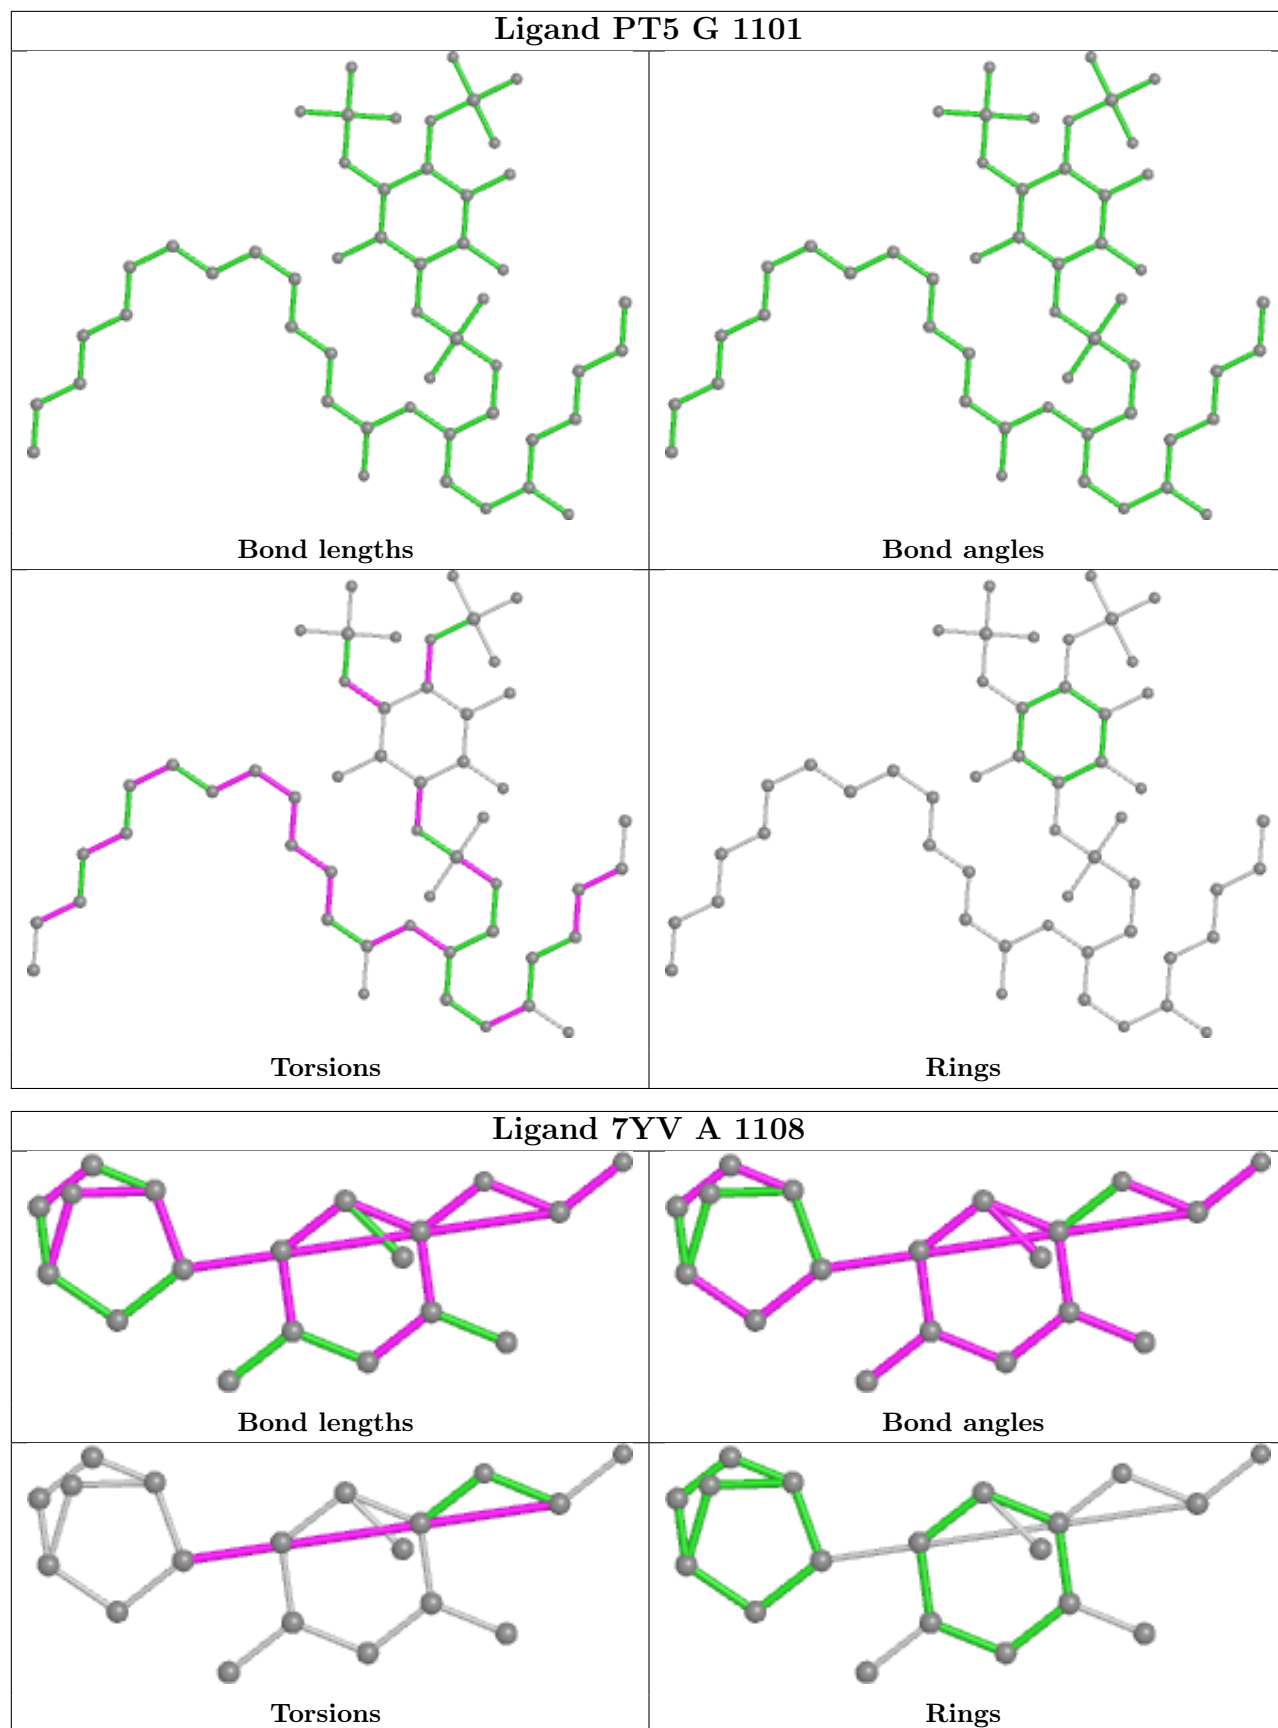 Ligand PT5 G 1101
Bond lengths
Bond angles
Torsions
Rings
Ligand 7YV A 1108
Bond lengths
Bond angles
Torsions
Rings